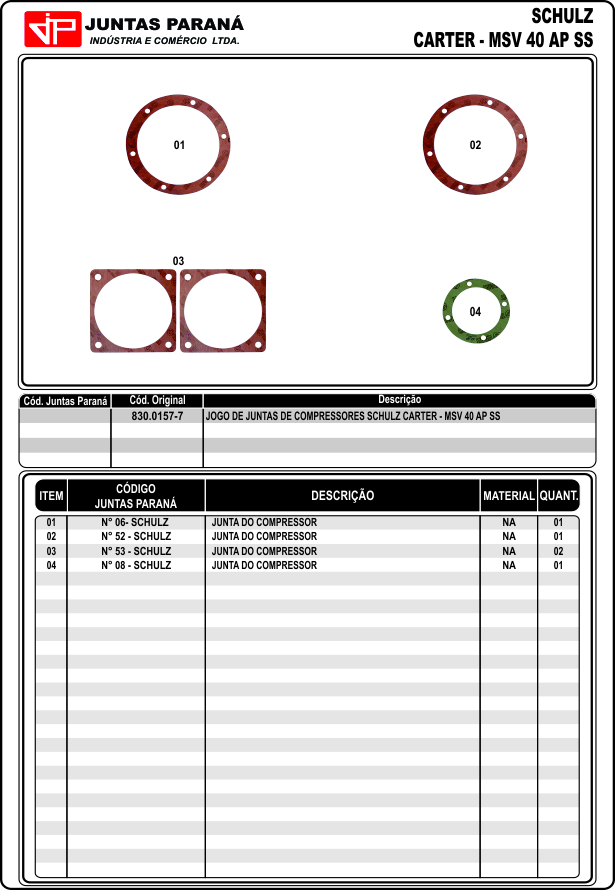 JP
JUNTAS PARANÁ
INDÚSTRIA E COMÉRCIO LTDA.
SCHULZ
CARTER - MSV 40 AP SS
01
02
03
04
Cód. Juntas Paraná Cód. Original Descrição
830.0157-7 JOGO DE JUNTAS DE COMPRESSORES SCHULZ CARTER - MSV 40 AP SS
ITEM CÓDIGO JUNTAS PARANÁ DESCRIÇÃO MATERIAL QUANT.
01 N° 06- SCHULZ JUNTA DO COMPRESSOR NA 01
02 N° 52 - SCHULZ JUNTA DO COMPRESSOR NA 01
03 N° 53 - SCHULZ JUNTA DO COMPRESSOR NA 02
04 N° 08 - SCHULZ JUNTA DO COMPRESSOR NA 01